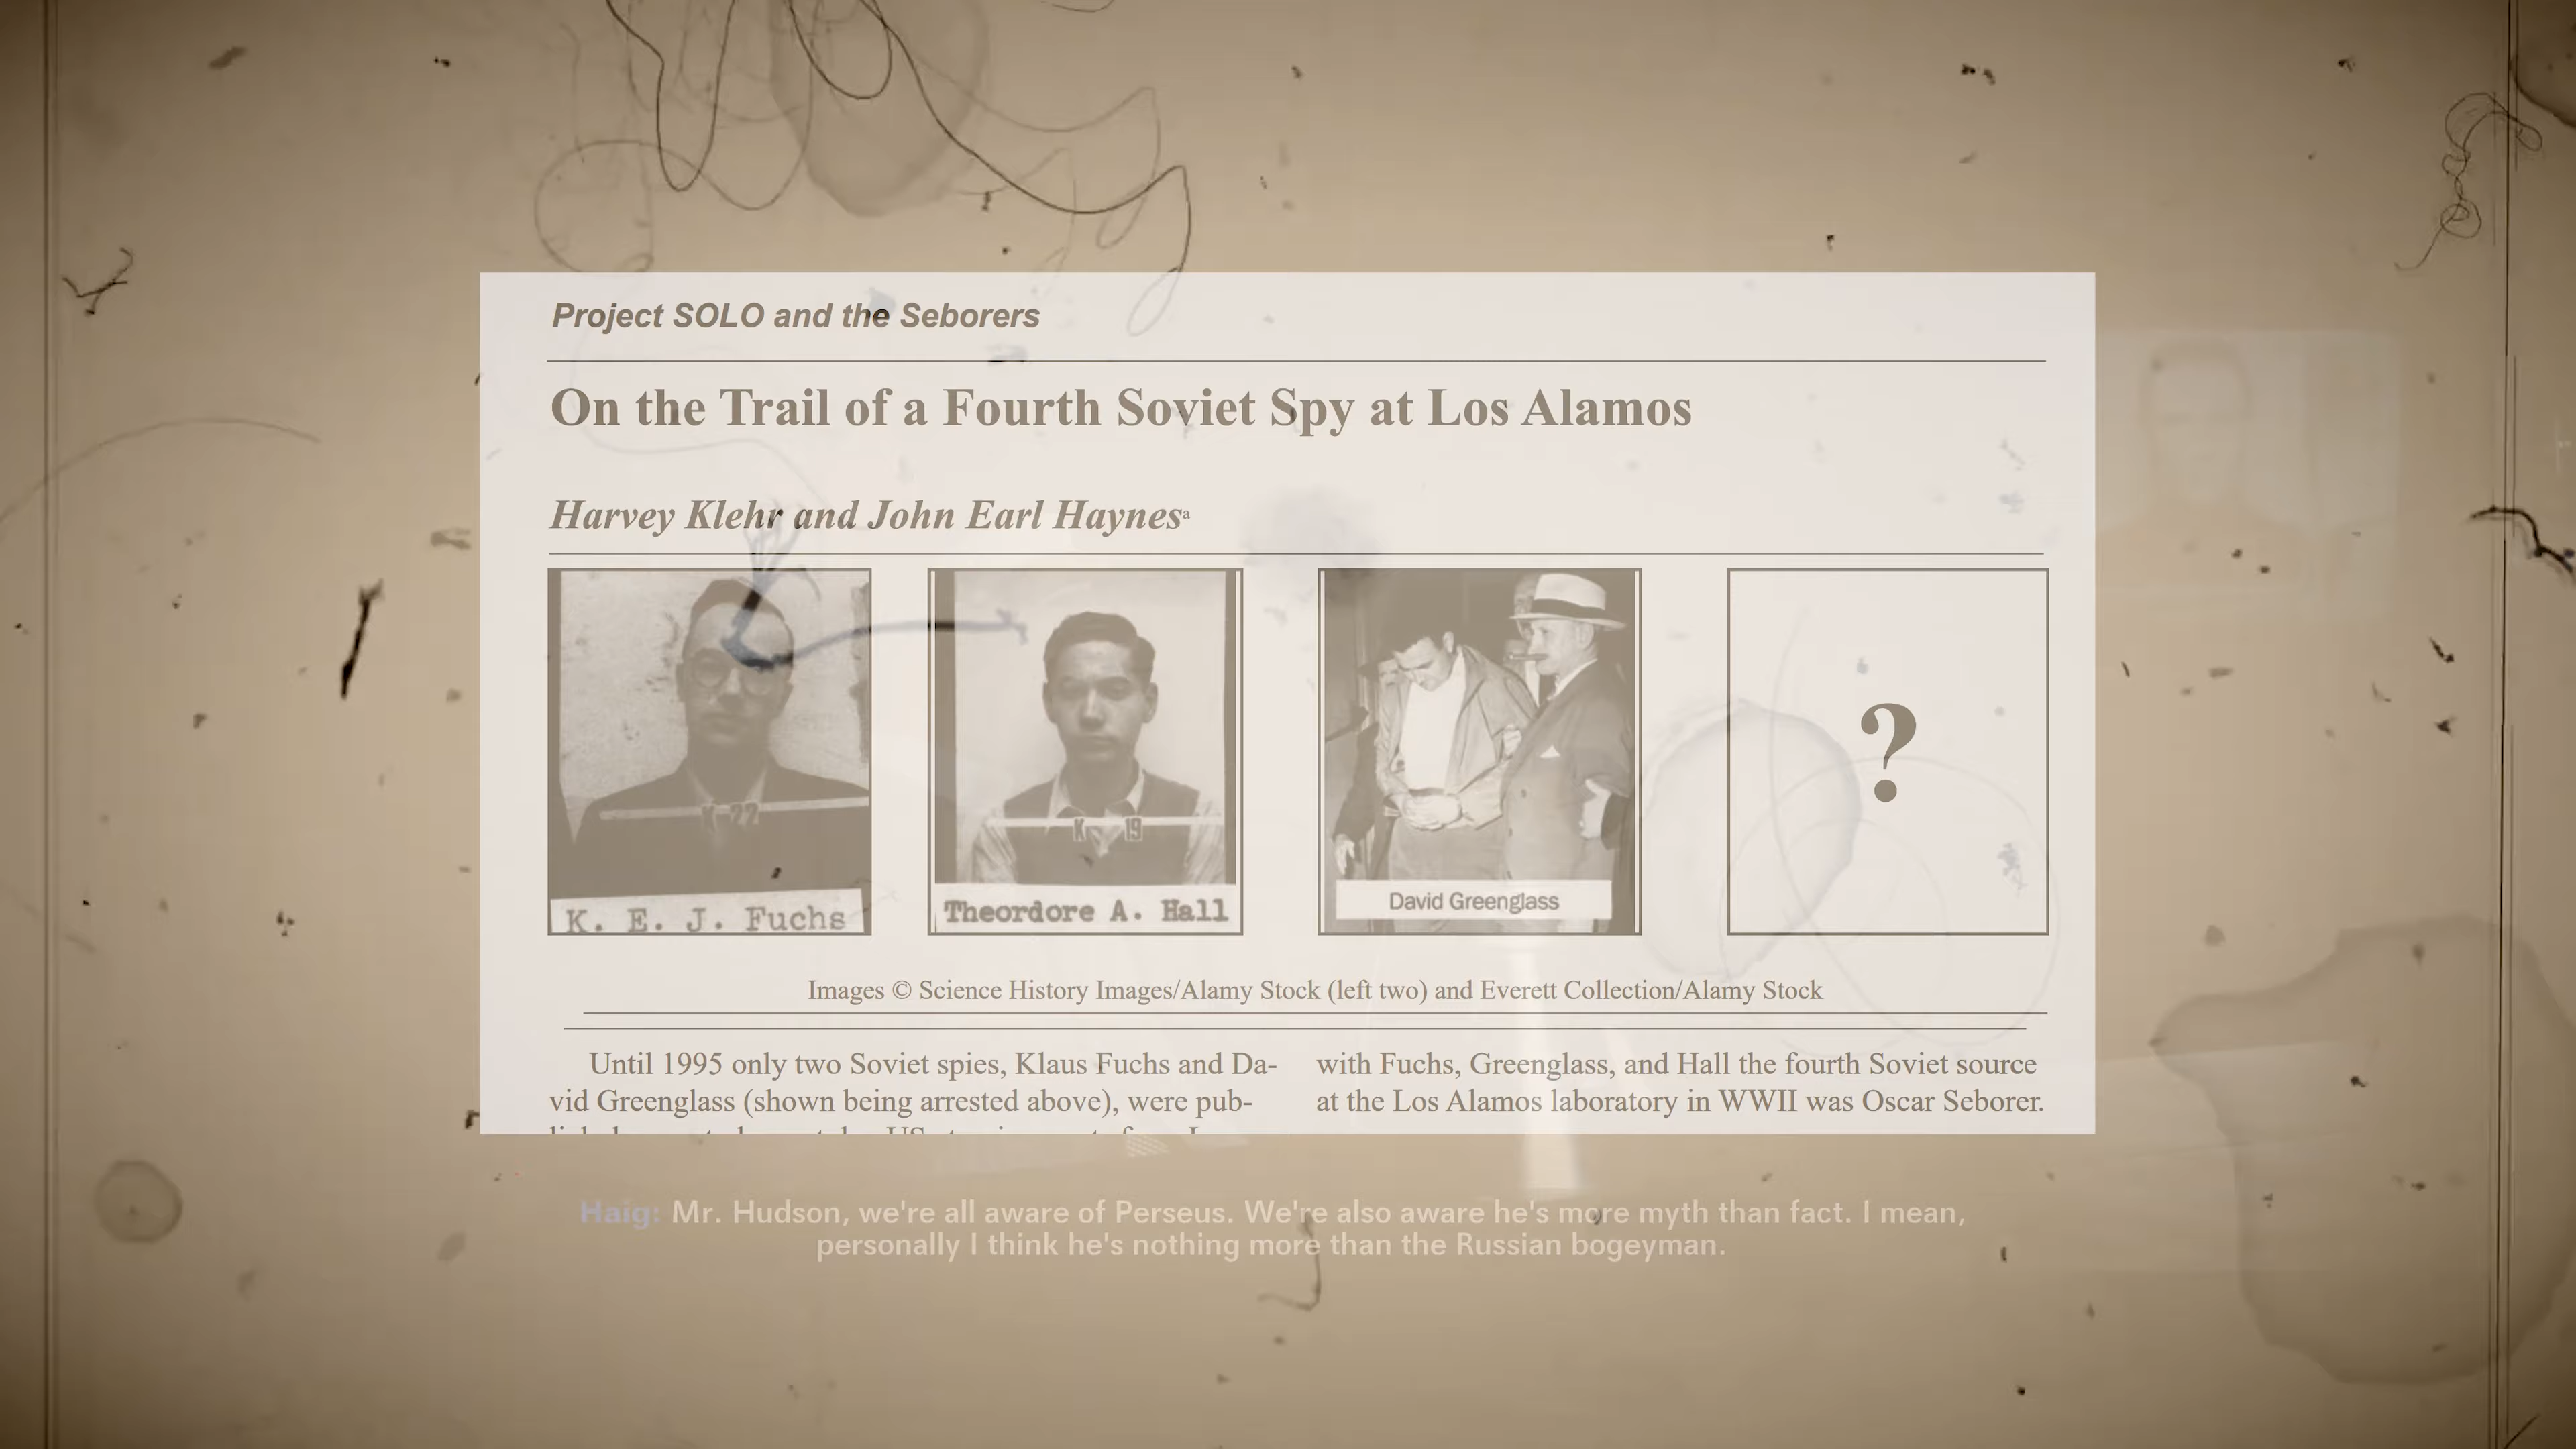 Project SOLO and the Seborers
On the Trail of a Fourth Soviet Spy at Los Alamos
Harvey Klehr and John Earl Haynesa
K 22
K 19
K. E. J. Fuchs
Theordore A. Hall
David Greenglass
?
Images © Science History Images/Alamy Stock (left two) and Everett Collection/Alamy Stock
Until 1995 only two Soviet spies, Klaus Fuchs and Da-
vid Greenglass (shown being arrested above), were pub-
with Fuchs, Greenglass, and Hall the fourth Soviet source
at the Los Alamos laboratory in WWII was Oscar Seborer.
Haig: Mr. Hudson, we're all aware of Perseus. We're also aware he's more myth than fact. I mean,
personally I think he's nothing more than the Russian bogeyman.